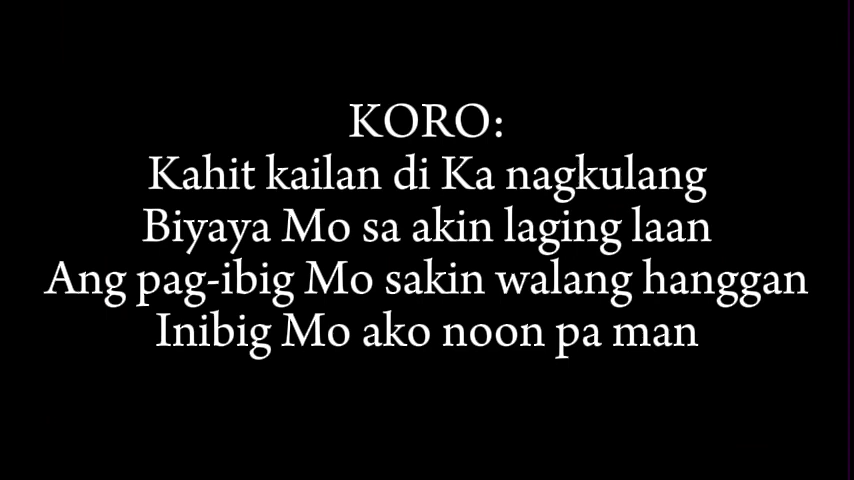 KORO:
Kahit kailan di Ka nagkulang
Biyaya Mo sa akin laging laan
Ang pag-ibig Mo sakin walang hanggan
Inibig Mo ako noon pa man